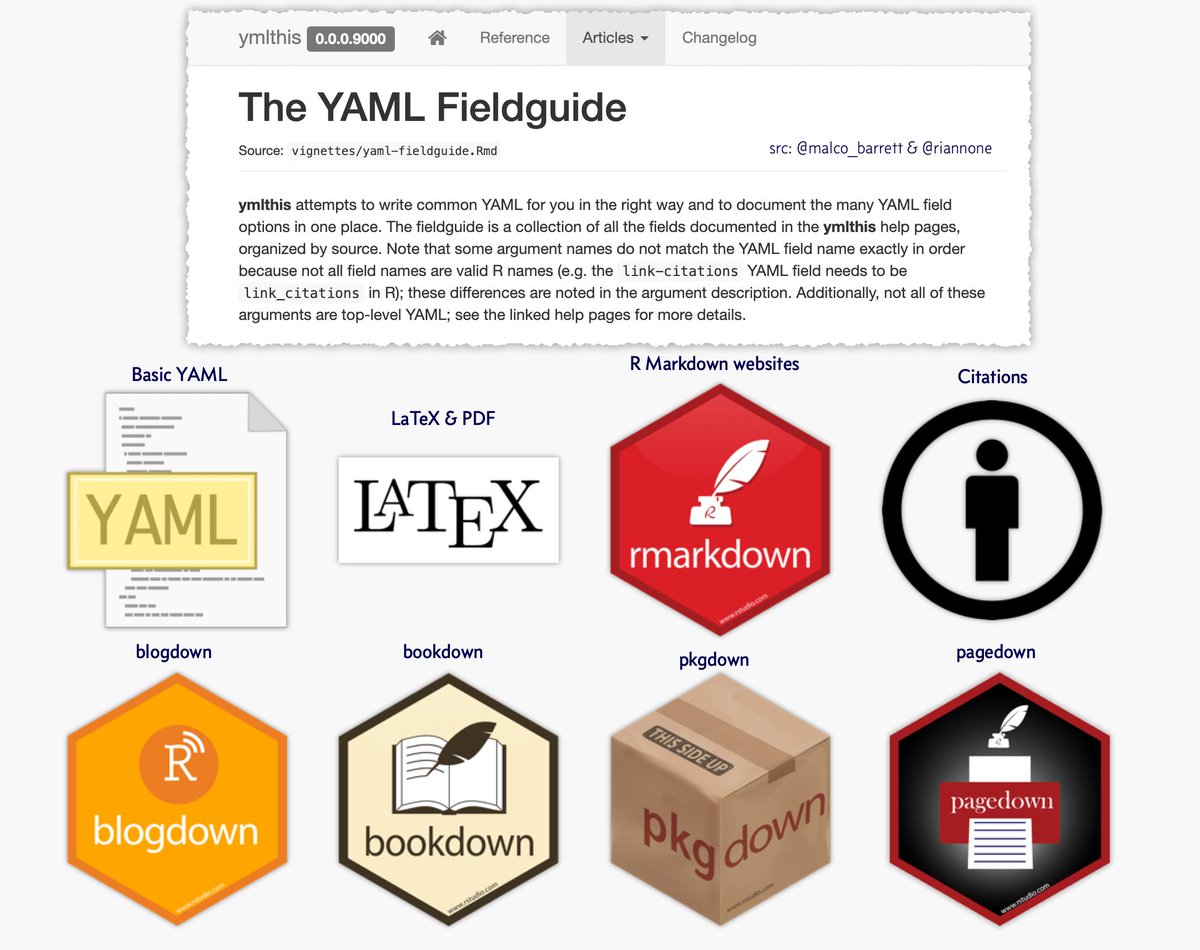 ymlthis 0.0.0.9000 Reference Articles Changelog
The YAML Fieldguide
Source: vignettes/yaml-fieldguide.Rmd
src: @malco_barrett & @riannone
ymlthis attempts to write common YAML for you in the right way and to document the many YAML field
options in one place. The fieldguide is a collection of all the fields documented in the ymlthis help pages,
organized by source. Note that some argument names do not match the YAML field name exactly in order
because not all field names are valid R names (e.g. the link-citations YAML field needs to be
link_citations in R); these differences are noted in the argument description. Additionally, not all of these
arguments are top-level YAML; see the linked help pages for more details.
Basic YAML
YAML
LaTeX & PDF
LATEX
R Markdown websites
R
rmarkdown
www.rstudio.com
Citations
blogdown
R
blogdown
www.rstudio.com
bookdown
bookdown
www.rstudio.com
pkgdown
THIS SIDE UP
pkgdown
www.rstudio.com
pagedown
R
pagedown
www.rstudio.com